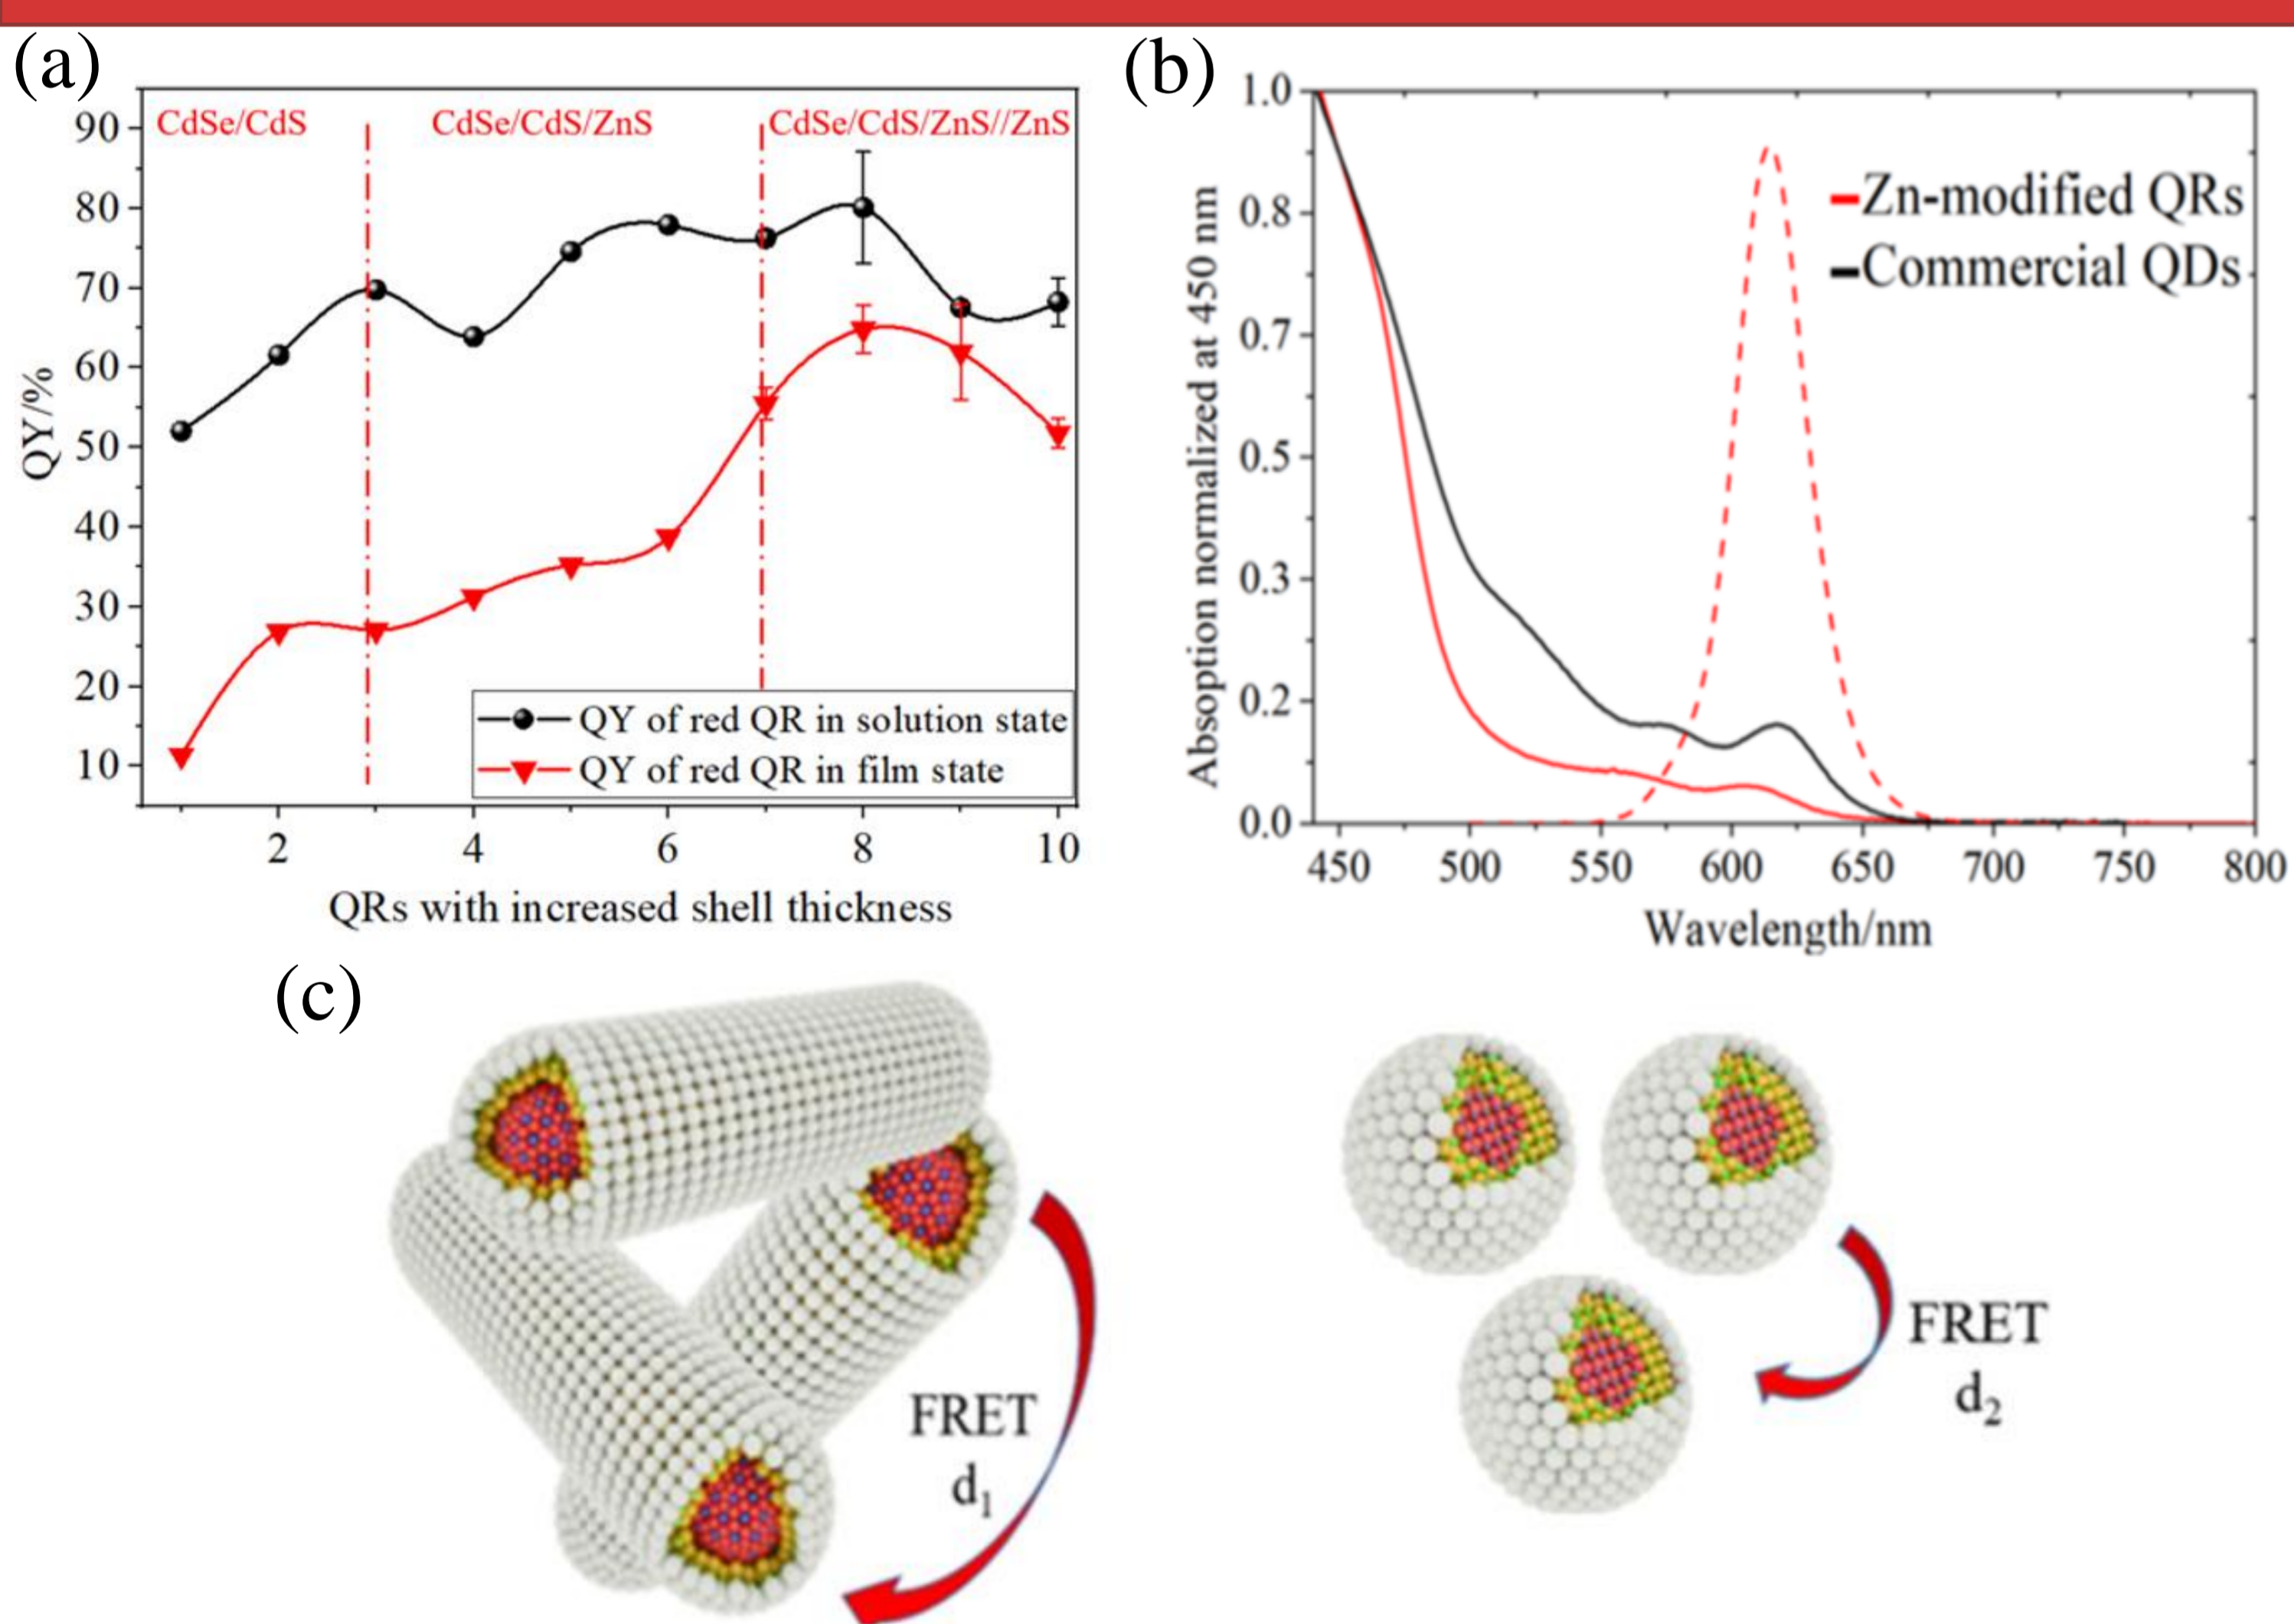 (a)
CdSe/CdS
CdSe/CdS/ZnS
CdSe/CdS/ZnS//ZnS
90
80
70
60
50
40
30
20
10
QY/%
QY of red QR in solution state
QY of red QR in film state
2 4 6 8 10
QRs with increased shell thickness
(b)
1.0
0.8
0.7
0.5
0.3
0.2
0.0
Absoption normalized at 450 nm
Zn-modified QRs
Commercial QDs
450 500 550 600 650 700 750 800
Wavelength/nm
(c)
FRET
d1
FRET
d2